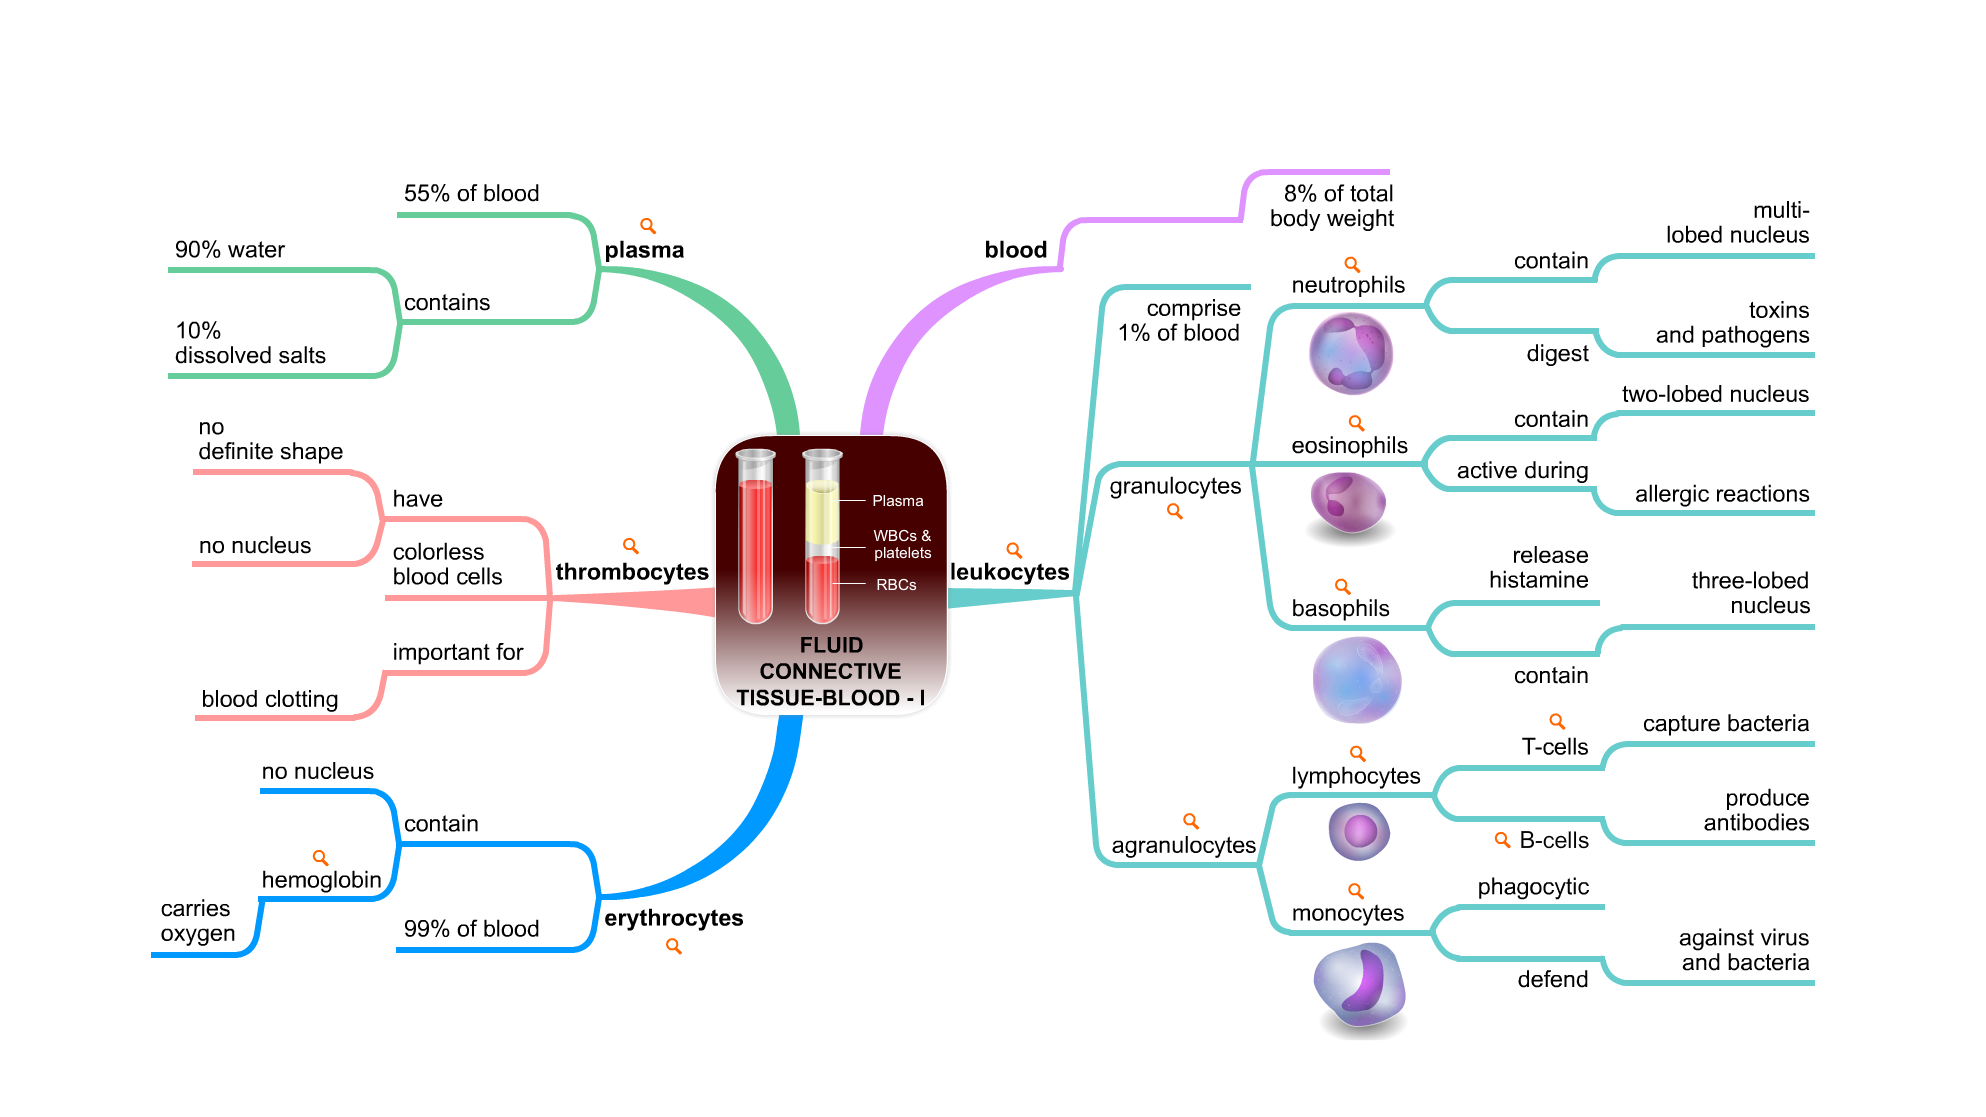 55% of blood
plasma
90% water
contains
10%
dissolved salts
no
definite shape
have
no nucleus
colorless
blood cells
thrombocytes
important for
blood clotting
no nucleus
contain
hemoglobin
carries
oxygen
99% of blood
erythrocytes
Plasma
WBCs &
platelets
RBCs
FLUID
CONNECTIVE
TISSUE-BLOOD - I
blood
8% of total
body weight
leukocytes
comprise
1% of blood
granulocytes
neutrophils
contain
multi-
lobed nucleus
digest
toxins
and pathogens
eosinophils
contain
two-lobed nucleus
active during
allergic reactions
basophils
release
histamine
contain
three-lobed
nucleus
agranulocytes
lymphocytes
T-cells
capture bacteria
B-cells
produce
antibodies
monocytes
phagocytic
defend
against virus
and bacteria